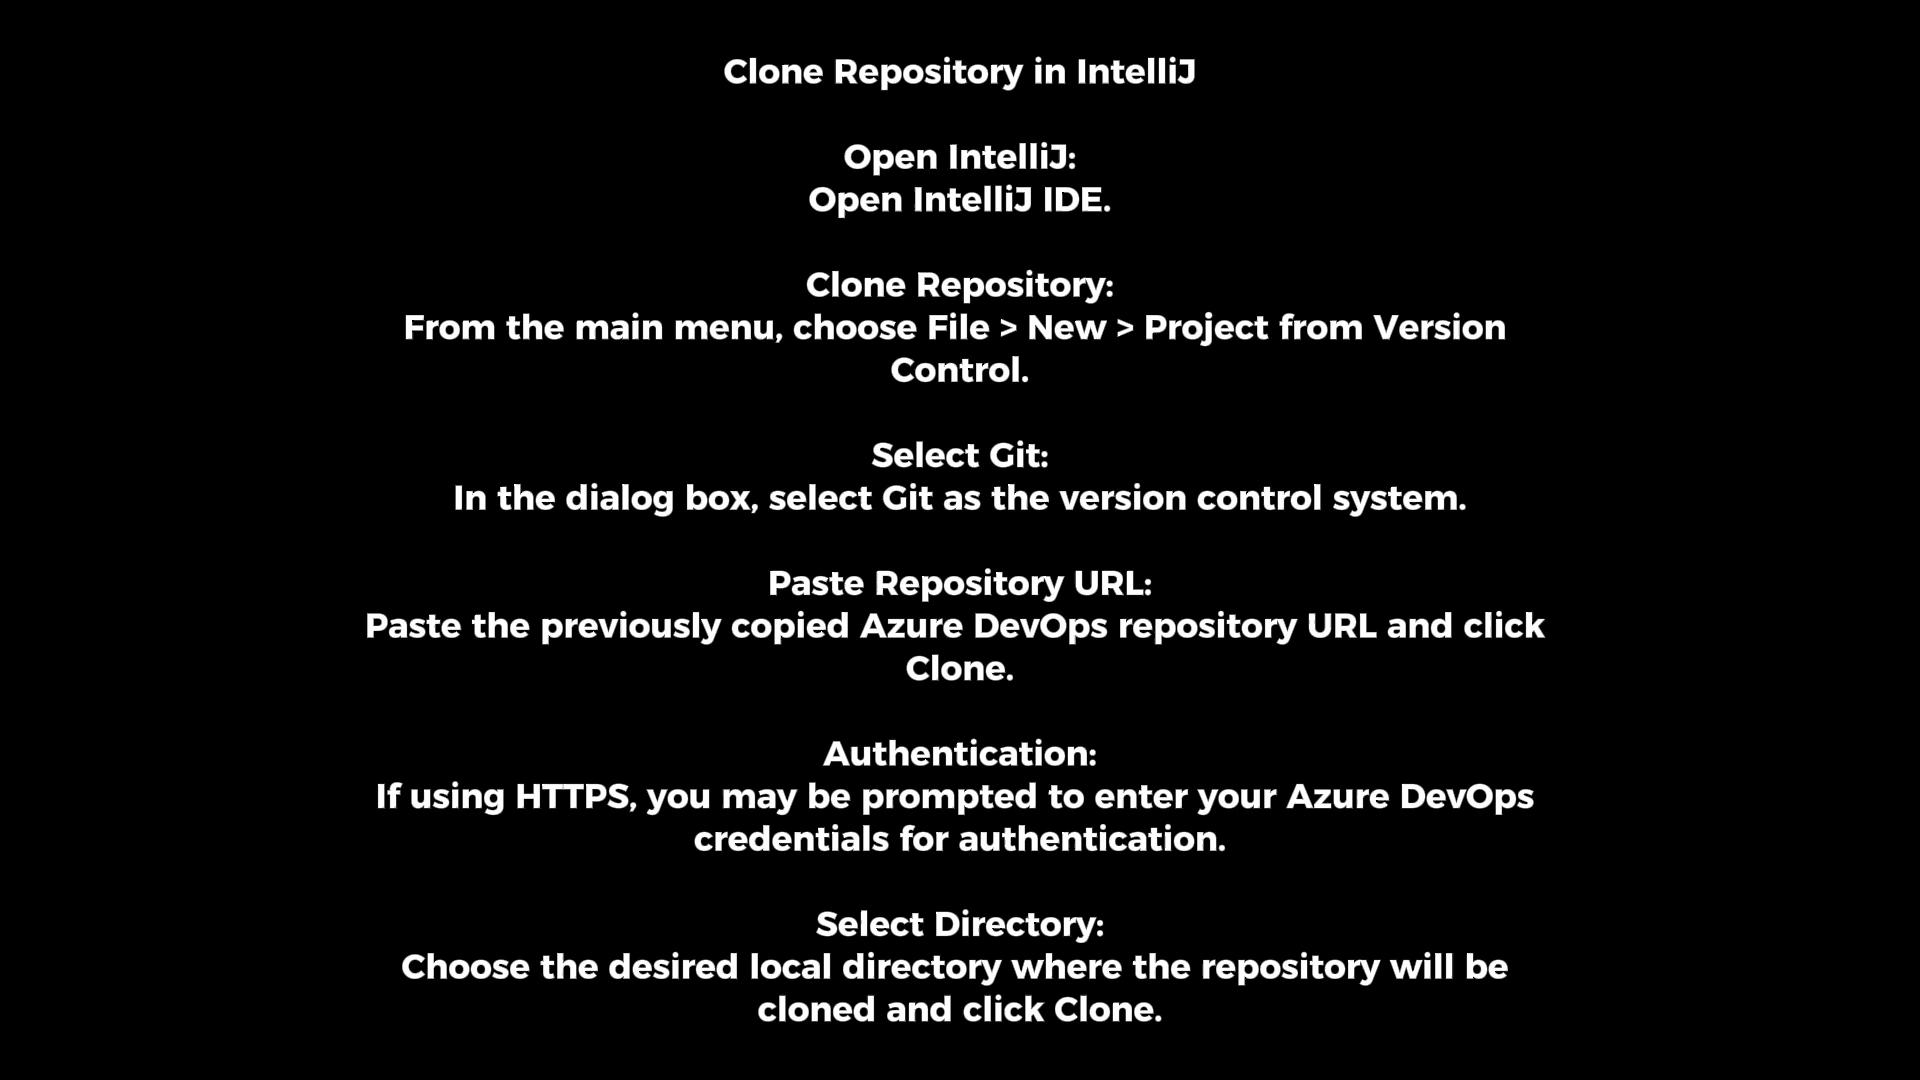 Clone Repository in IntelliJ
Open IntelliJ:
Open IntelliJ IDE.
Clone Repository:
From the main menu, choose File > New > Project from Version
Control.
Select Git:
In the dialog box, select Git as the version control system.
Paste Repository URL:
Paste the previously copied Azure DevOps repository URL and click
Clone.
Authentication:
If using HTTPS, you may be prompted to enter your Azure DevOps
credentials for authentication.
Select Directory:
Choose the desired local directory where the repository will be
cloned and click Clone.